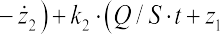 − ż₂) + k₂ · (Q / S · t + z₁